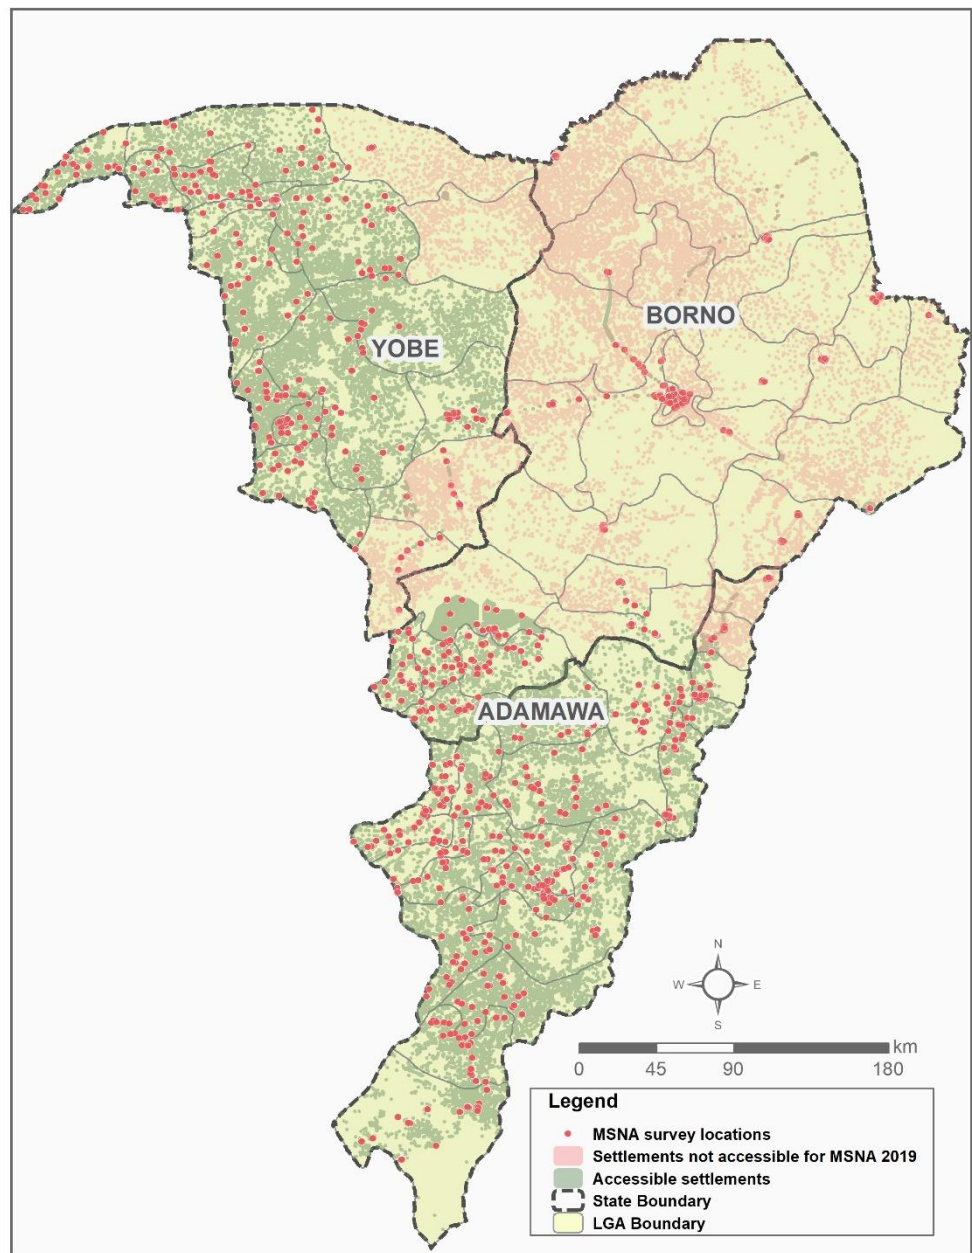 YOBE
BORNO
ADAMAWA
N
W E
S
km
0 45 90 180
Legend
MSNA survey locations
Settlements not accessible for MSNA 2019
Accessible settlements
State Boundary
LGA Boundary